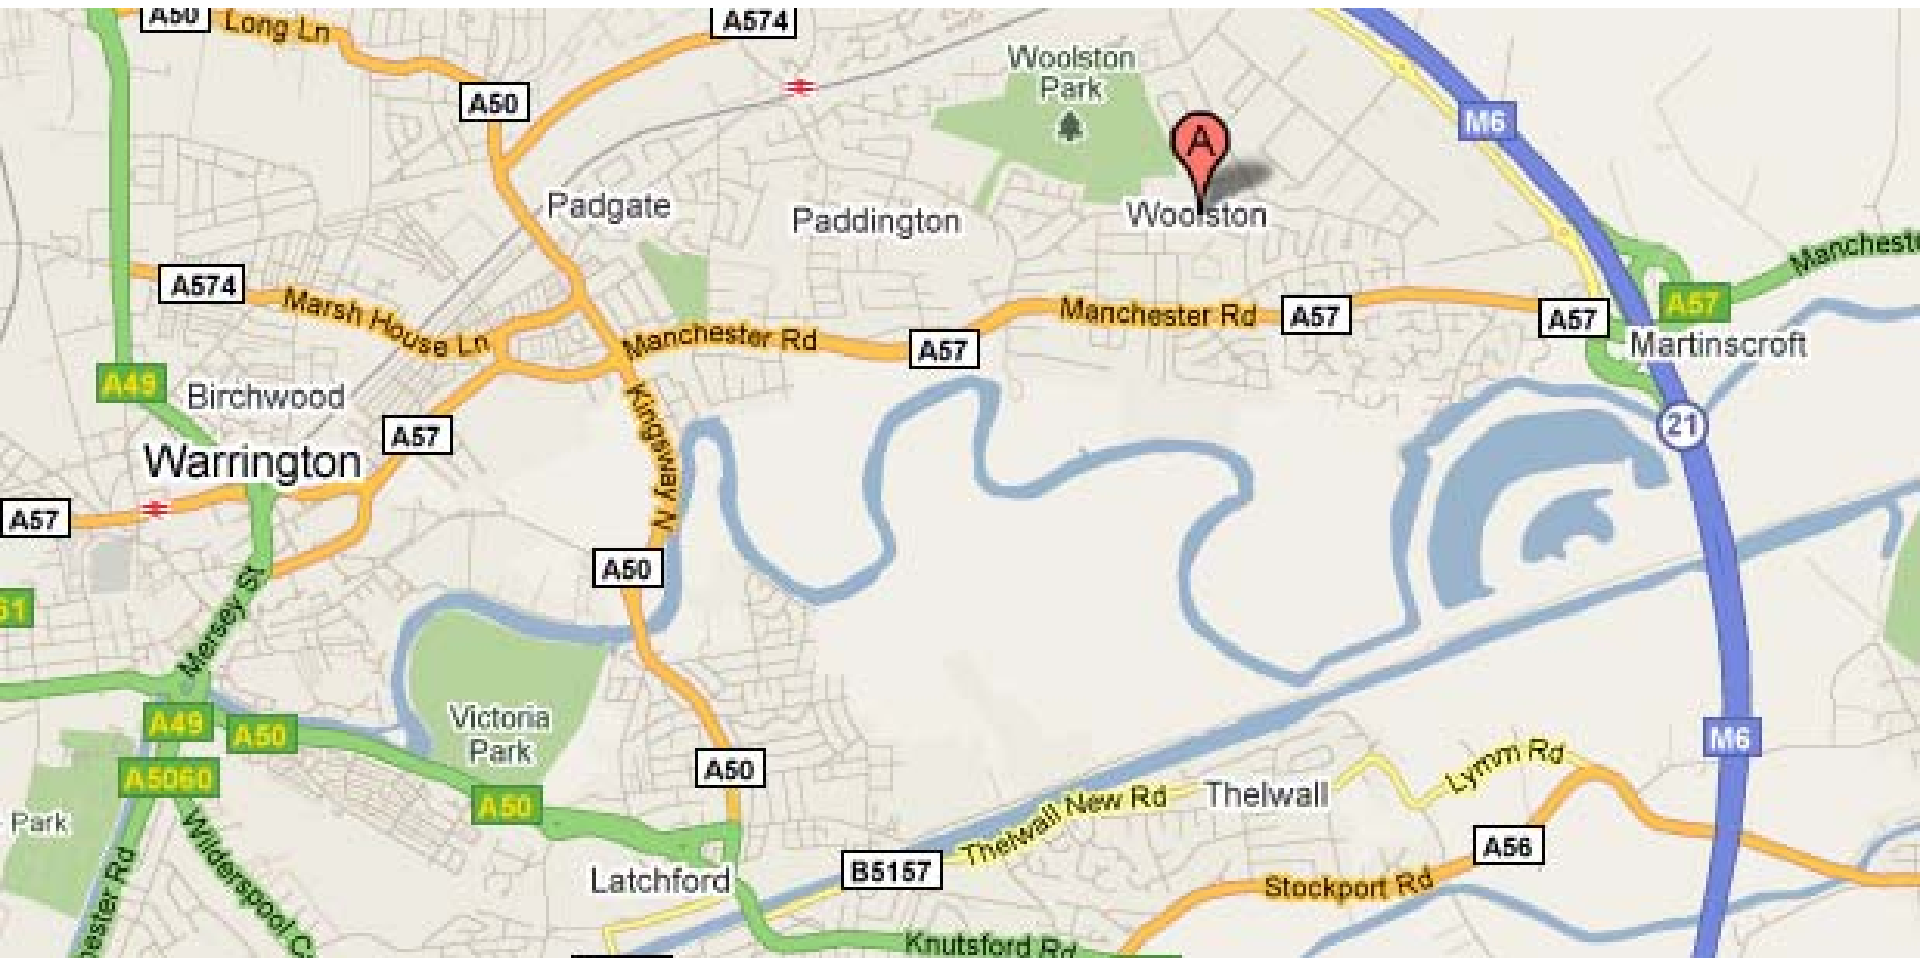 A50
Long Ln
A574
Woolston
Park
A50
M6
A
Padgate
Paddington
Woolston
A574
Marsh House Ln
Manchester Rd
A57
Manchester Rd
A57
A57
A57
Martinscroft
A49
Birchwood
Kingsway N
21
A57
Warrington
A57
A50
Mersey St
Victoria
Park
A49
A50
M6
A5060
A50
A50
Lymm Rd
Thelwall New Rd
Thelwall
Park
Wilderspool C
A56
B5157
Latchford
Stockport Rd
Knutsford Rd